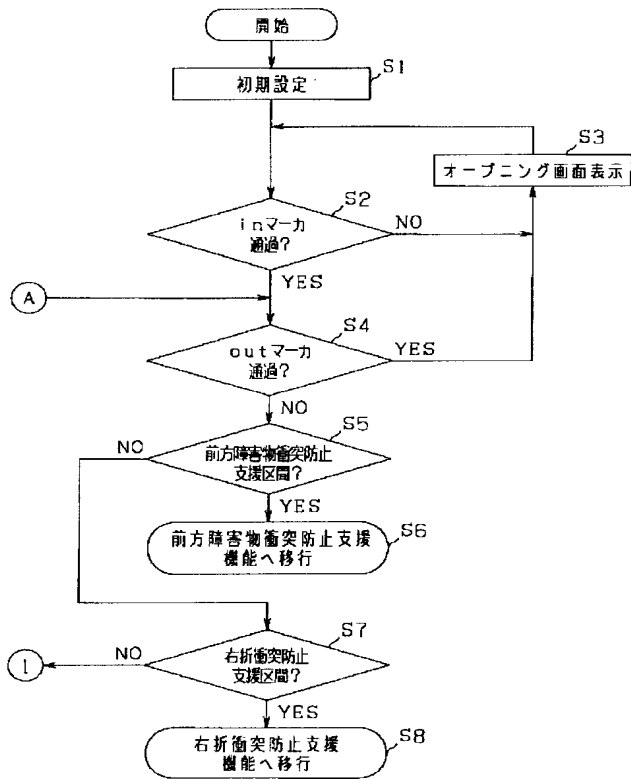 開始
S1
初期設定
S3
オープニング画面表示
S2
inマーカ
通過?
NO
YES
A
S4
outマーカ
通過?
YES
NO
S5
NO
前方障害物衝突防止
支援区間?
YES
S6
前方障害物衝突防止支援
機能へ移行
S7
NO
1
右折衝突防止
支援区間?
YES
S8
右折衝突防止支援
機能へ移行